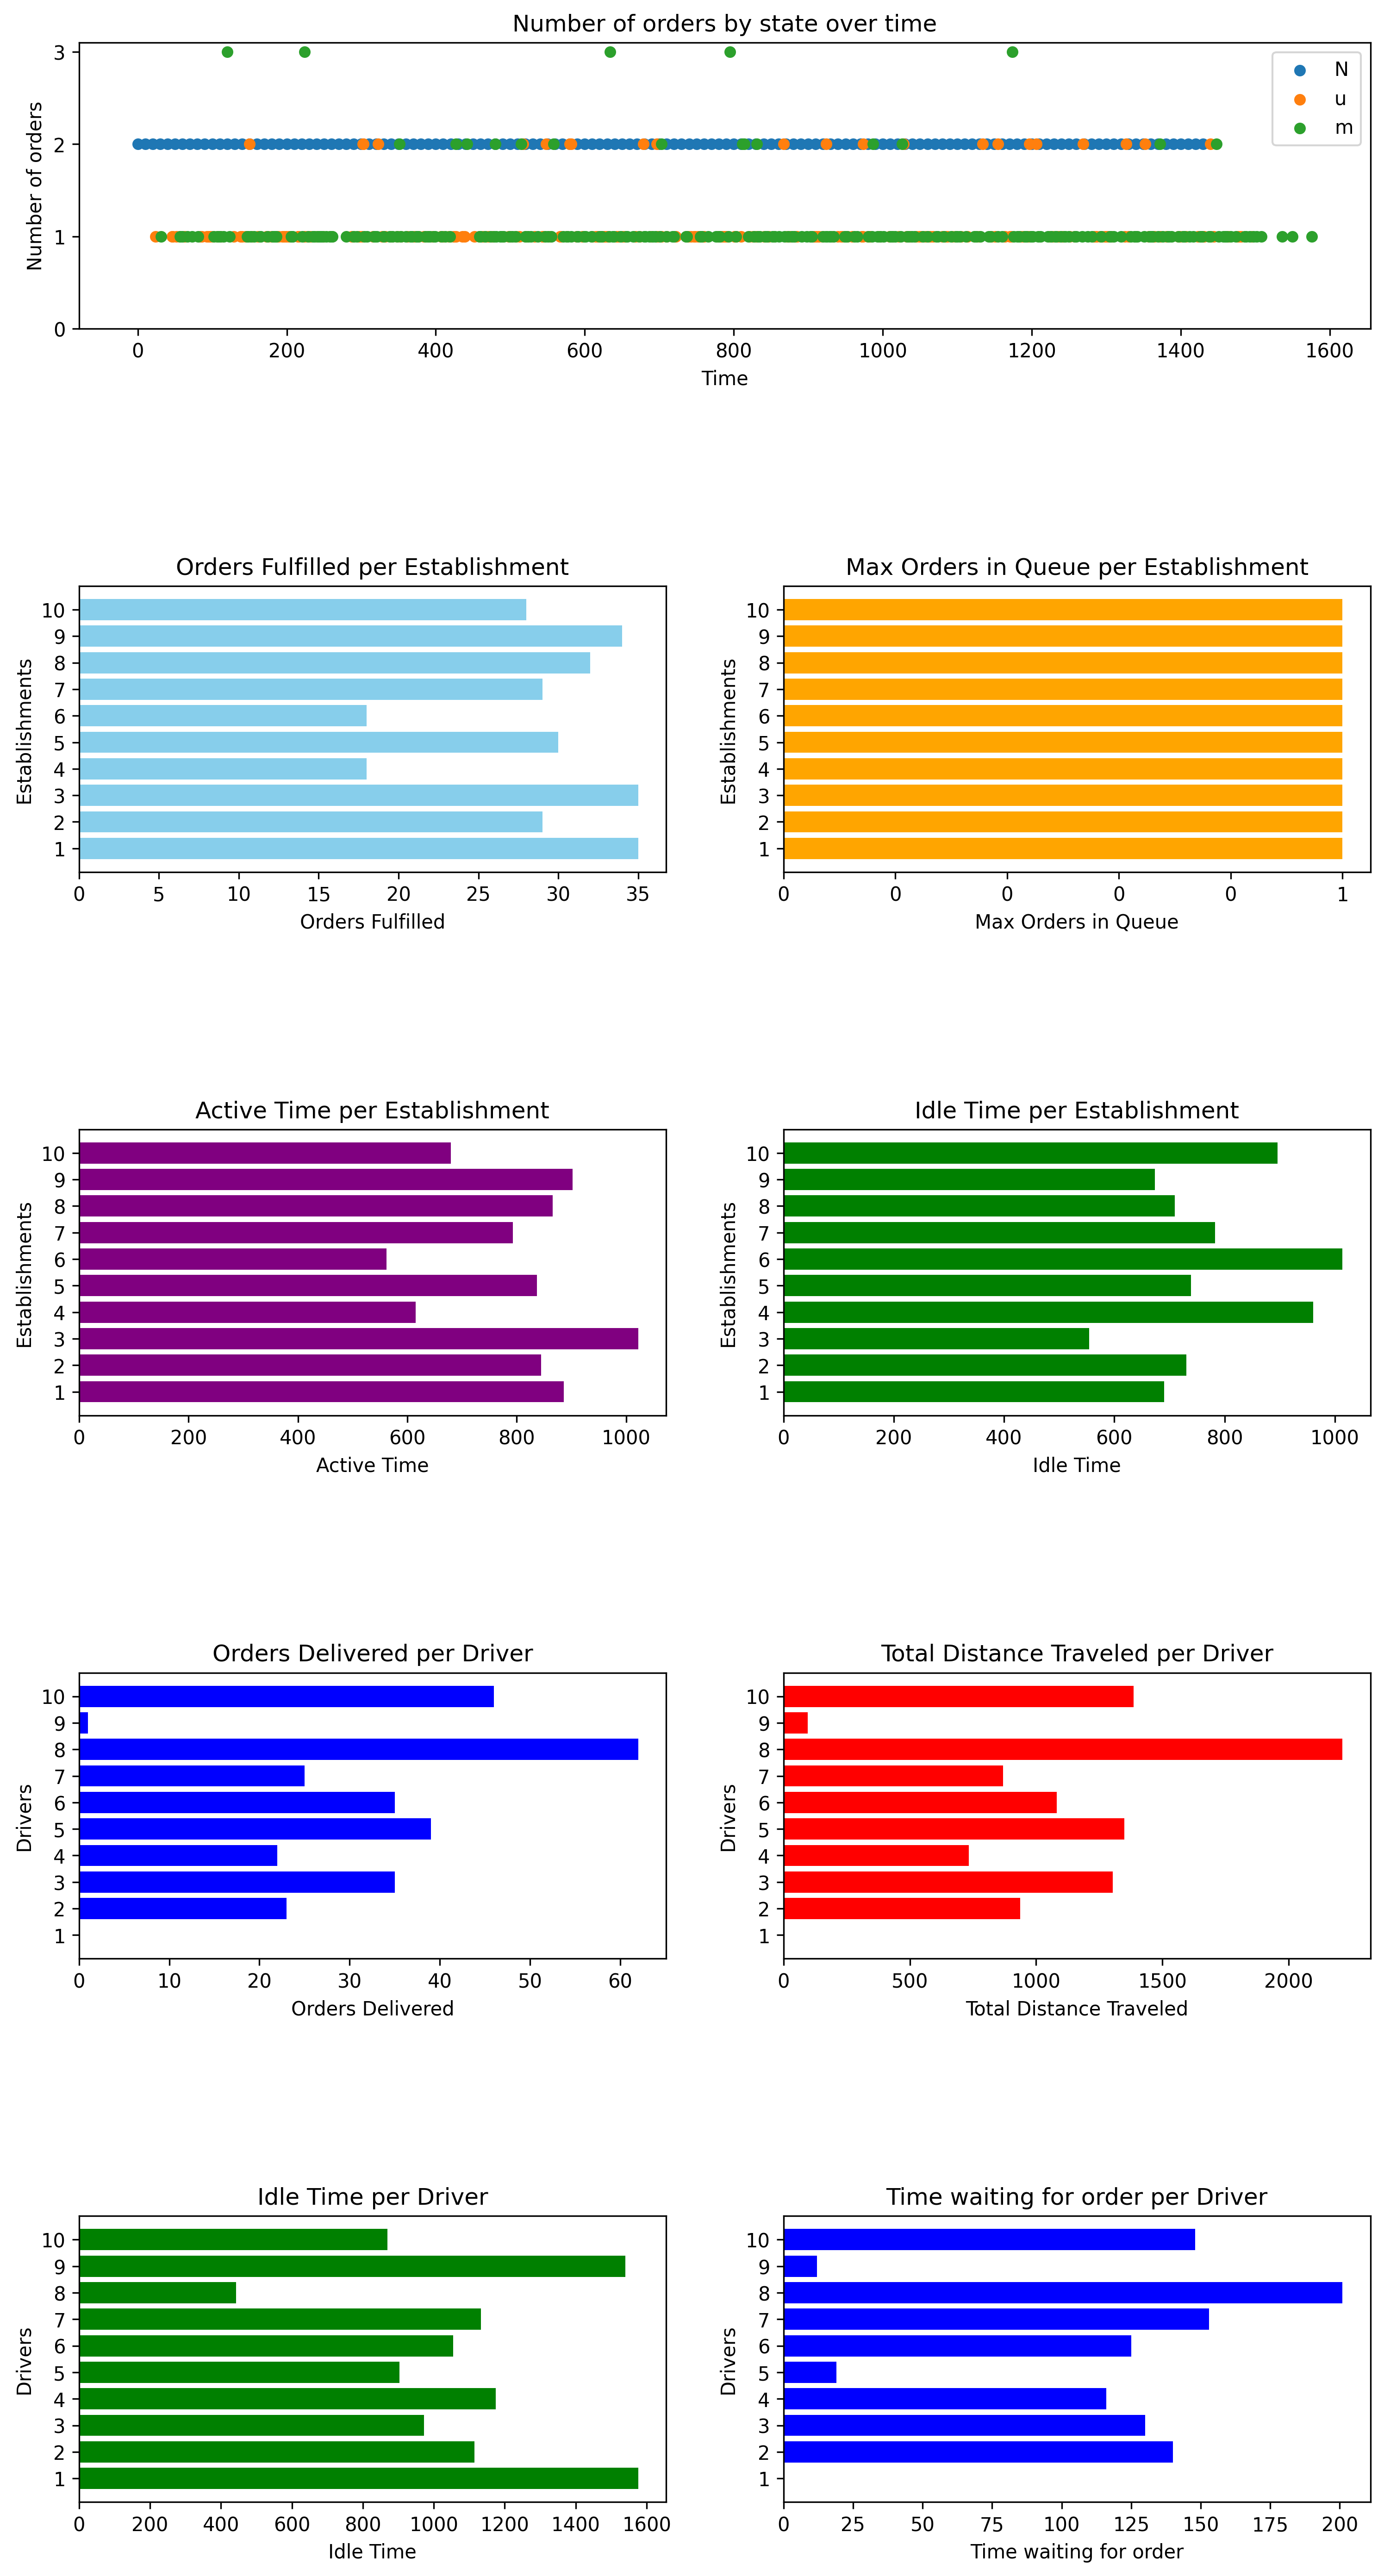 Number of orders by state over time
3
2
1
0
Number of orders
N
u
m
0 200 400 600 800 1000 1200 1400 1600
Time
Orders Fulfilled per Establishment
10
9
8
7
6
5
4
3
2
1
Establishments
0 5 10 15 20 25 30 35
Orders Fulfilled
Max Orders in Queue per Establishment
10
9
8
7
6
5
4
3
2
1
Establishments
0 0 0 0 0 1
Max Orders in Queue
Active Time per Establishment
10
9
8
7
6
5
4
3
2
1
Establishments
0 200 400 600 800 1000
Active Time
Idle Time per Establishment
10
9
8
7
6
5
4
3
2
1
Establishments
0 200 400 600 800 1000
Idle Time
Orders Delivered per Driver
10
9
8
7
6
5
4
3
2
1
Drivers
0 10 20 30 40 50 60
Orders Delivered
Total Distance Traveled per Driver
10
9
8
7
6
5
4
3
2
1
Drivers
0 500 1000 1500 2000
Total Distance Traveled
Idle Time per Driver
10
9
8
7
6
5
4
3
2
1
Drivers
0 200 400 600 800 1000 1200 1400 1600
Idle Time
Time waiting for order per Driver
10
9
8
7
6
5
4
3
2
1
Drivers
0 25 50 75 100 125 150 175 200
Time waiting for order